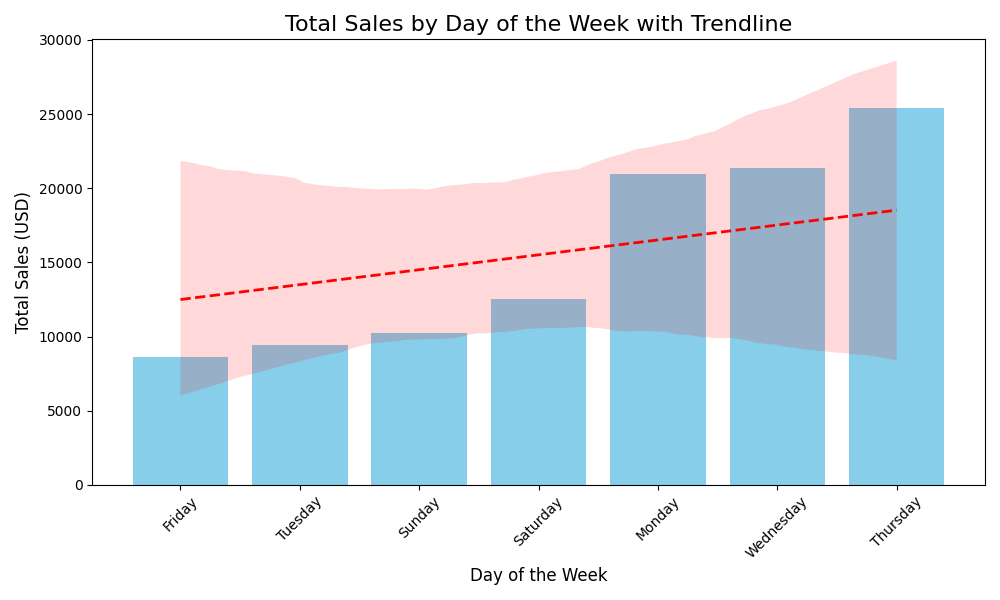 Total Sales by Day of the Week with Trendline
Total Sales (USD)
30000
25000
20000
15000
10000
5000
0
Friday
Tuesday
Sunday
Saturday
Monday
Wednesday
Thursday
Day of the Week